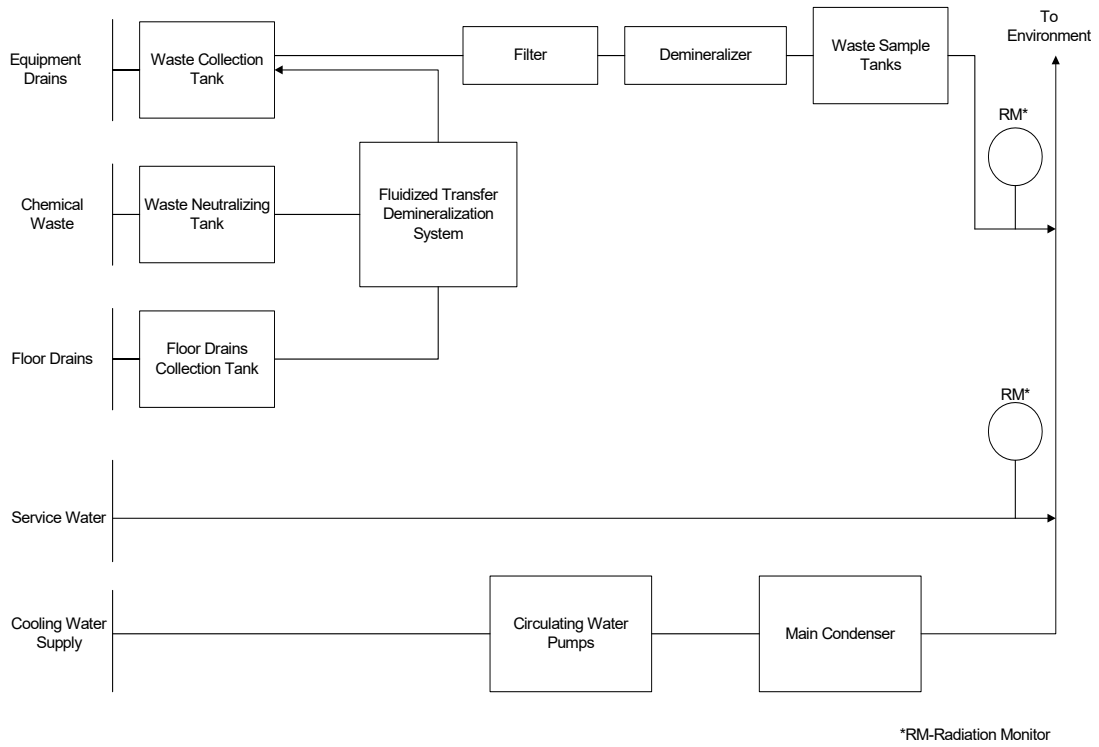 To
Environment
Equipment
Drains
Waste Collection
Tank
Filter
Demineralizer
Waste Sample
Tanks
RM*
Chemical
Waste
Waste Neutralizing
Tank
Fluidized Transfer
Demineralization
System
Floor Drains
Floor Drains
Collection Tank
RM*
Service Water
Cooling Water
Supply
Circulating Water
Pumps
Main Condenser
*RM-Radiation Monitor